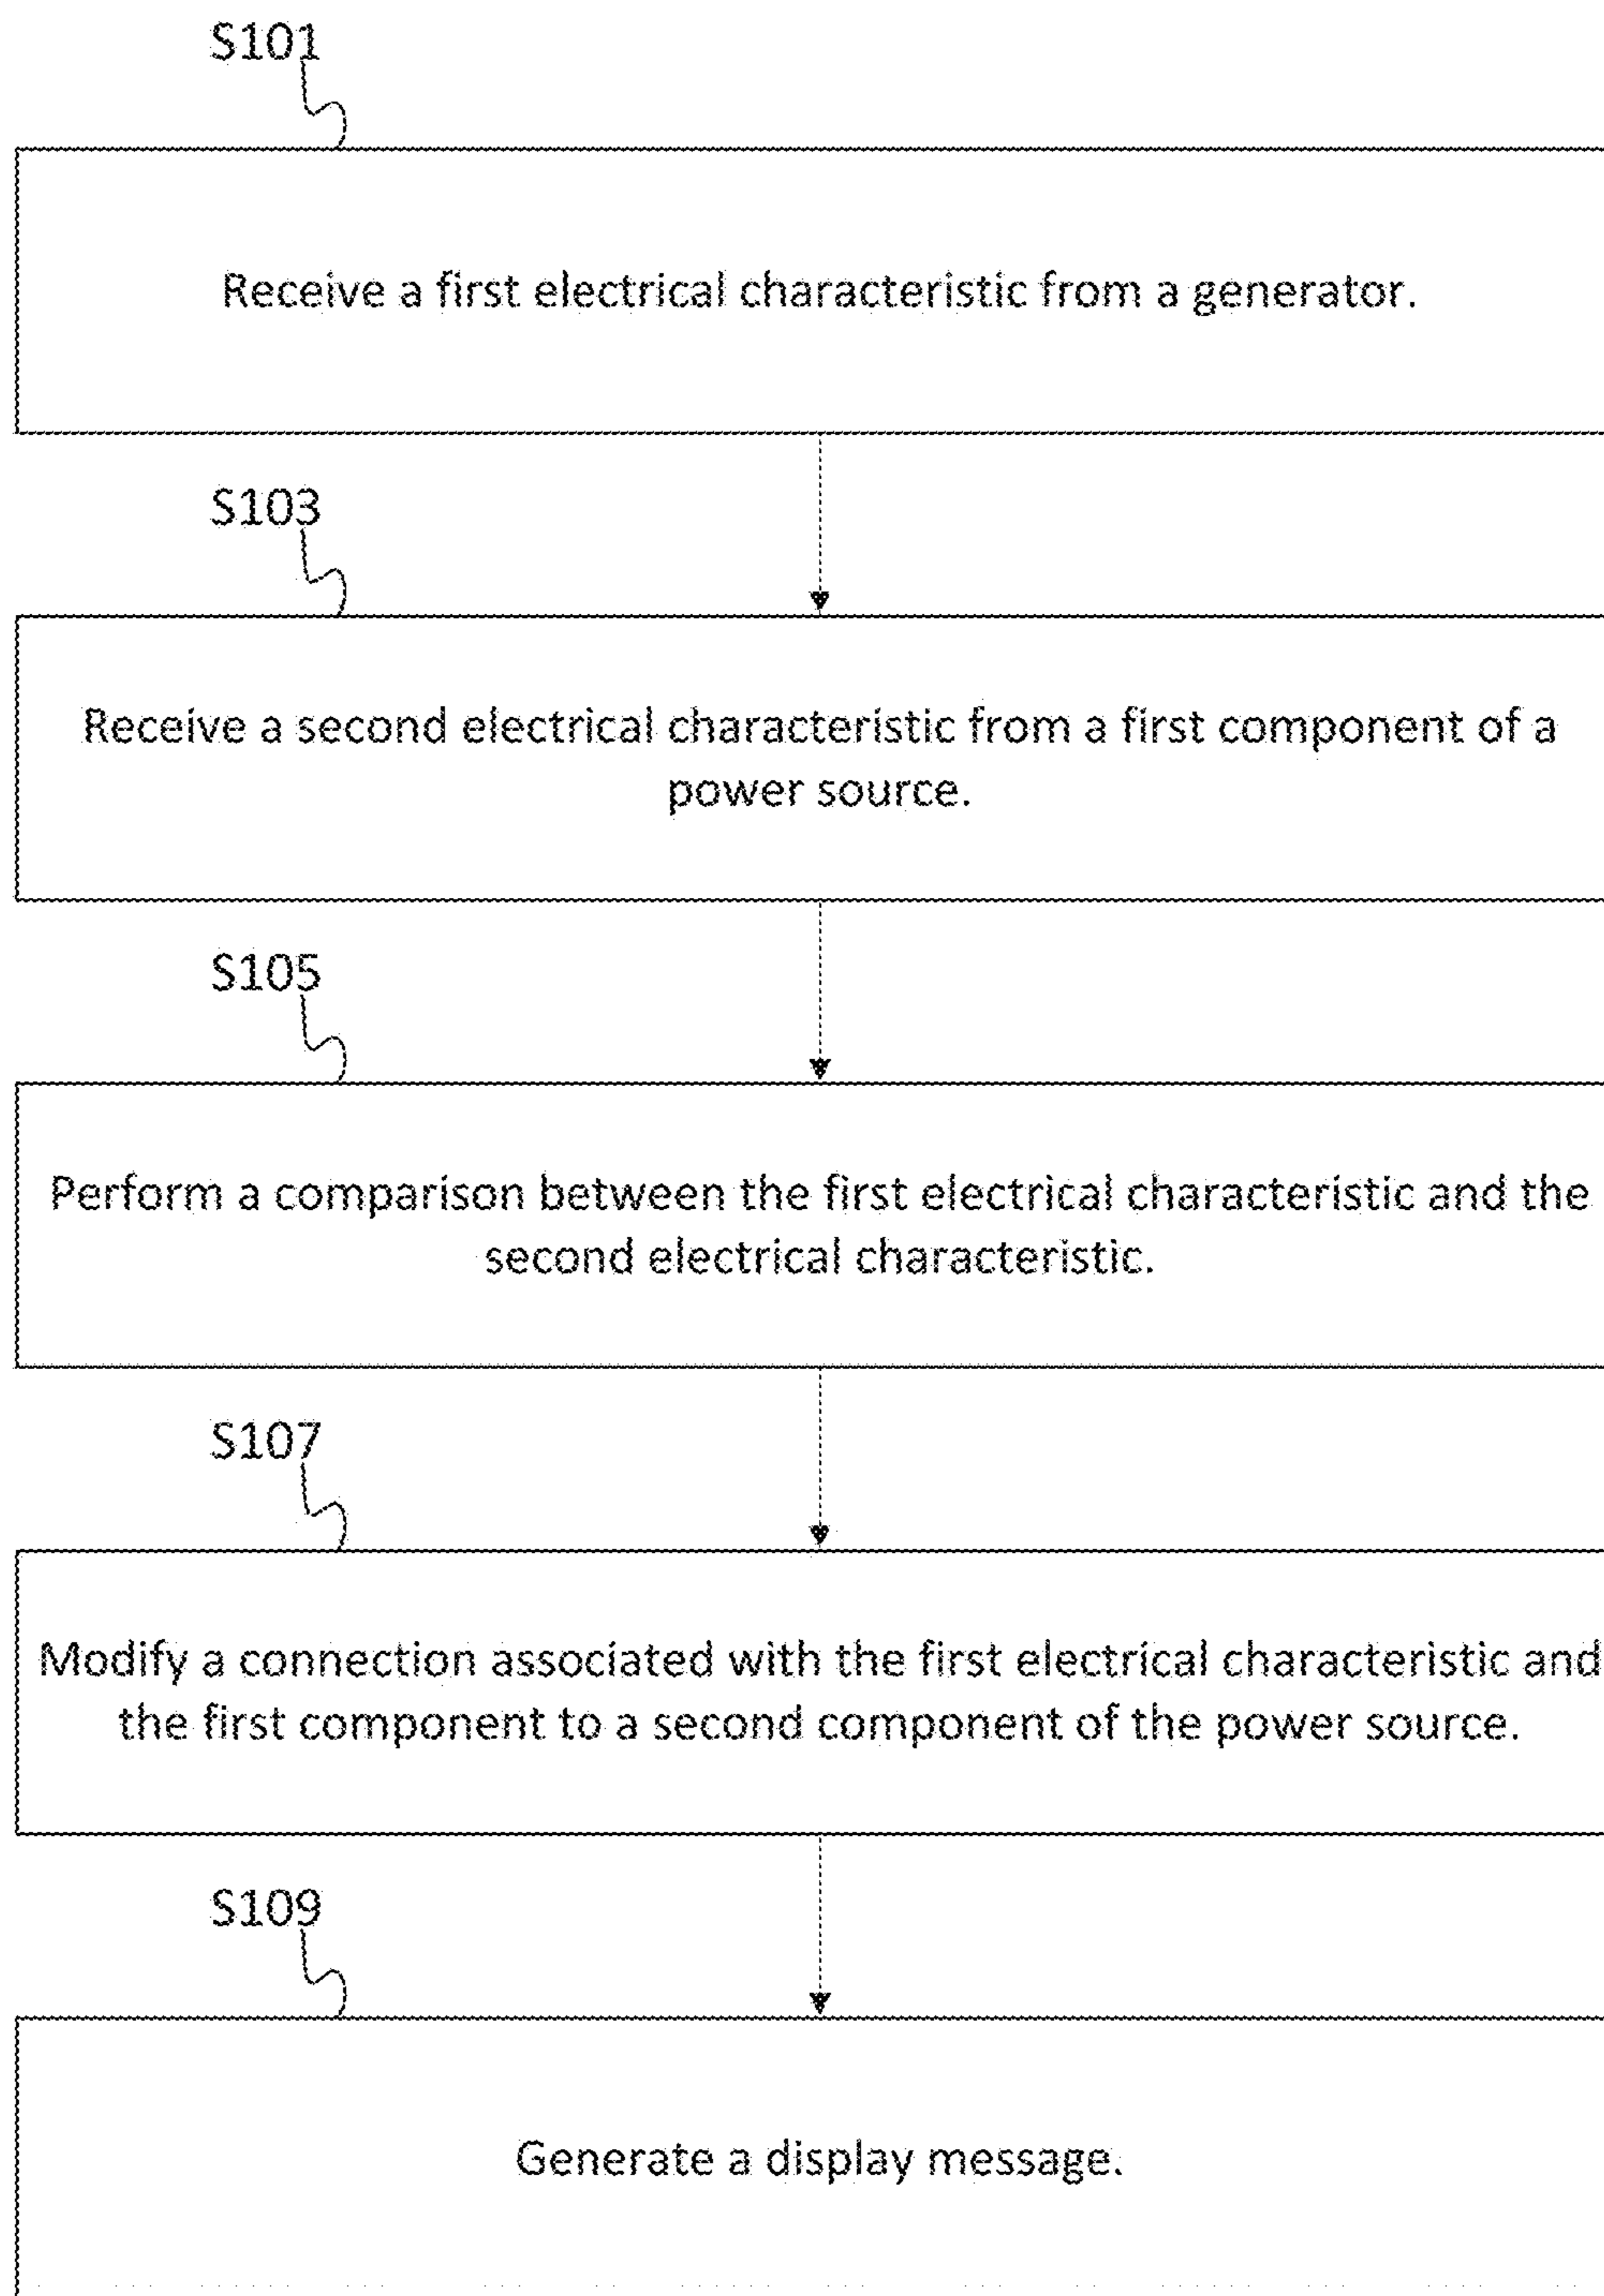 S101
Receive a first electrical characteristic from a generator.
S103
Receive a second electrical characteristic from a first component of a
power source.
S105
Perform a comparison between the first electrical characteristic and the
second electrical characteristic.
S107
Modify a connection associated with the first electrical characteristic and
the first component to a second component of the power source.
S109
Generate a display message.